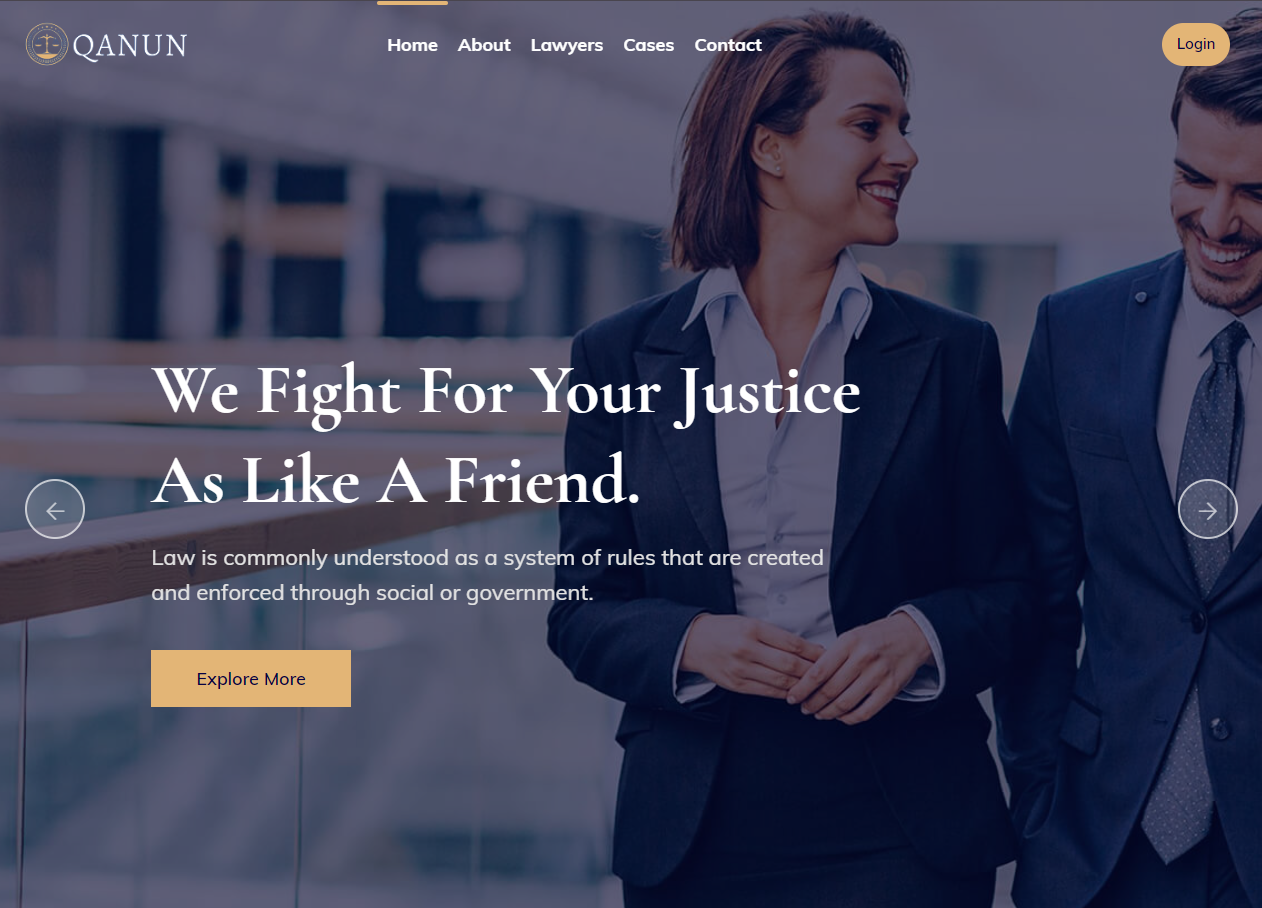 QANUN
Home About Lawyers Cases Contact
Login
We Fight For Your Justice
As Like A Friend.
Law is commonly understood as a system of rules that are created
and enforced through social or government.
Explore More